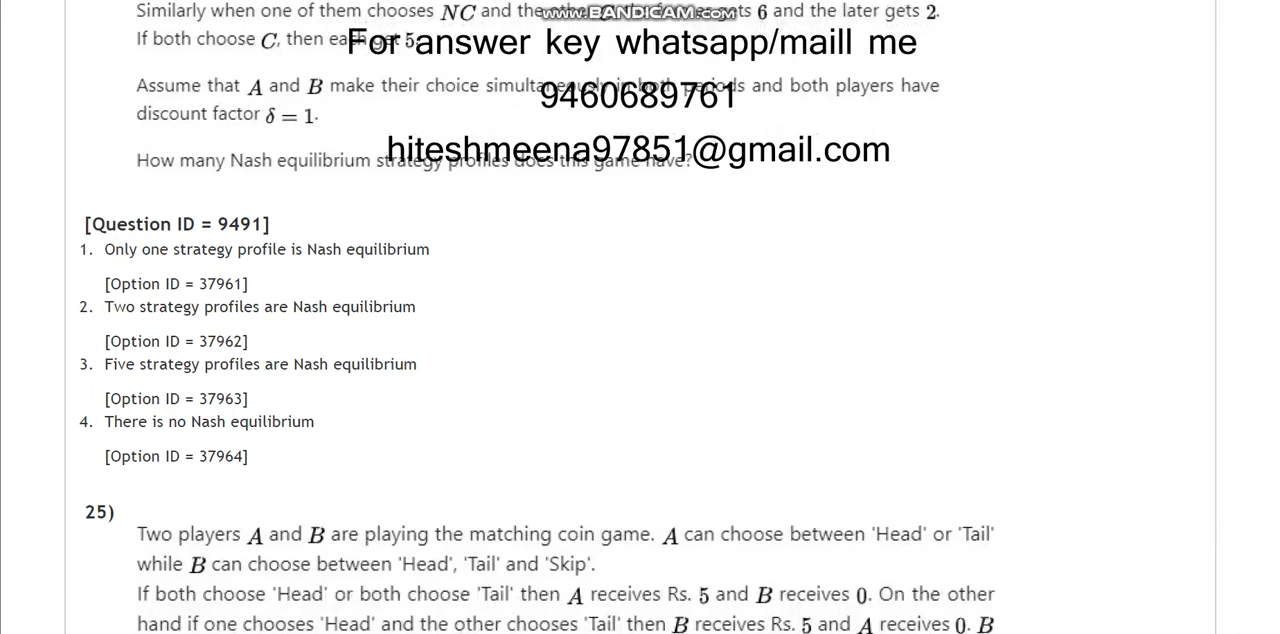 Similarly when one of them chooses NC and the gets 6 and the later gets 2.
www.BANDICAM.com
If both choose C, then each get 5.
For answer key whatsapp/maill me
Assume that A and B make their choice simultaneously in both periods and both players have
9460689761
discount factor δ = 1.
hiteshmeena97851@gmail.com
How many Nash equilibrium strategy profiles does this game have?
[Question ID = 9491]
1. Only one strategy profile is Nash equilibrium
[Option ID = 37961]
2. Two strategy profiles are Nash equilibrium
[Option ID = 37962]
3. Five strategy profiles are Nash equilibrium
[Option ID = 37963]
4. There is no Nash equilibrium
[Option ID = 37964]
25)
Two players A and B are playing the matching coin game. A can choose between 'Head' or 'Tail'
while B can choose between 'Head', 'Tail' and 'Skip'.
If both choose 'Head' or both choose 'Tail' then A receives Rs. 5 and B receives 0. On the other
hand if one chooses 'Head' and the other chooses 'Tail' then B receives Rs. 5 and A receives 0. B